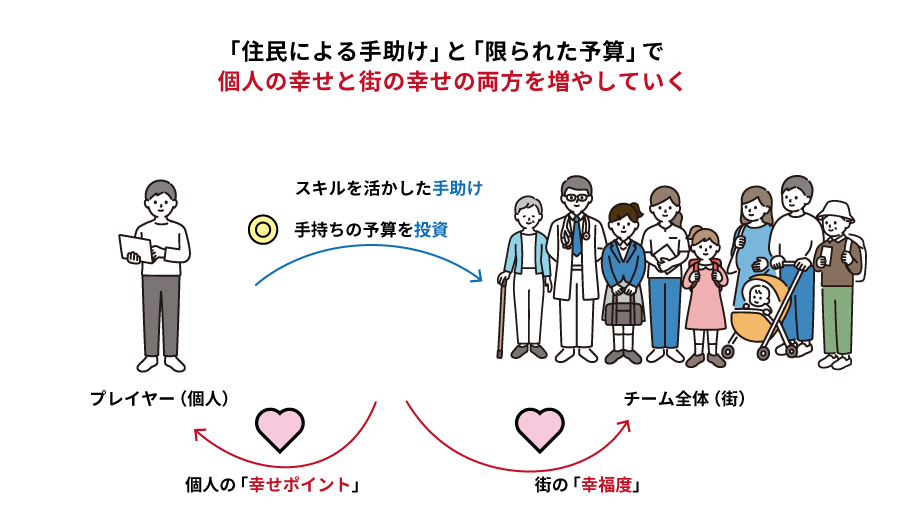 「住民による手助け」と「限られた予算」で
個人の幸せと街の幸せの両方を増やしていく
スキルを活かした手助け
手持ちの予算を投資
プレイヤー（個人）
チーム全体（街）
個人の「幸せポイント」
街の「幸福度」